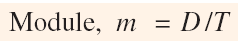 Module, m = D/T